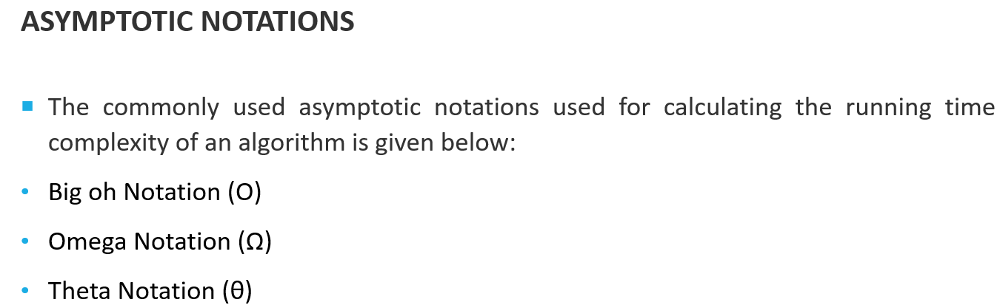 ASYMPTOTIC NOTATIONS
▪ The commonly used asymptotic notations used for calculating the running time
complexity of an algorithm is given below:
• Big oh Notation (O)
• Omega Notation (Ω)
• Theta Notation (θ)